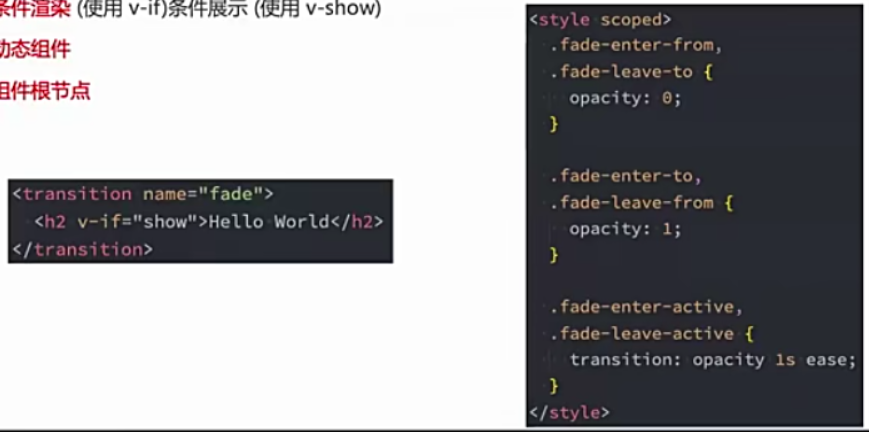 条件渲染 (使用 v-if)条件展示 (使用 v-show)
动态组件
组件根节点
<transition name="fade">
  <h2 v-if="show">Hello World</h2>
</transition>
<style scoped>
  .fade-enter-from,
  .fade-leave-to {
    opacity: 0;
  }
  .fade-enter-to,
  .fade-leave-from {
    opacity: 1;
  }
  .fade-enter-active,
  .fade-leave-active {
    transition: opacity 1s ease;
  }
</style>